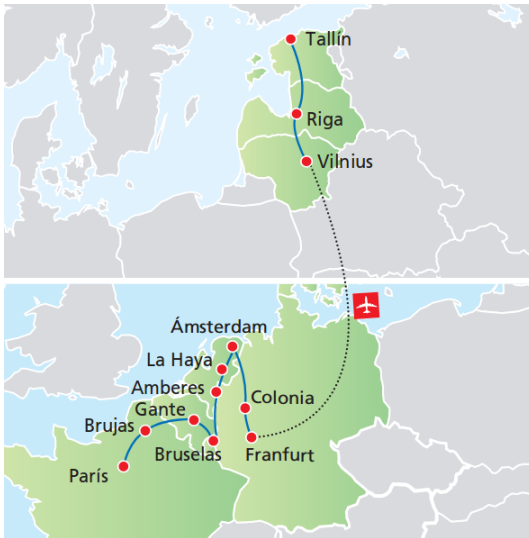 Tallín
Riga
Vilnius
Ámsterdam
La Haya
Amberes
Colonia
Gante
Brujas
Bruselas
Franfurt
París